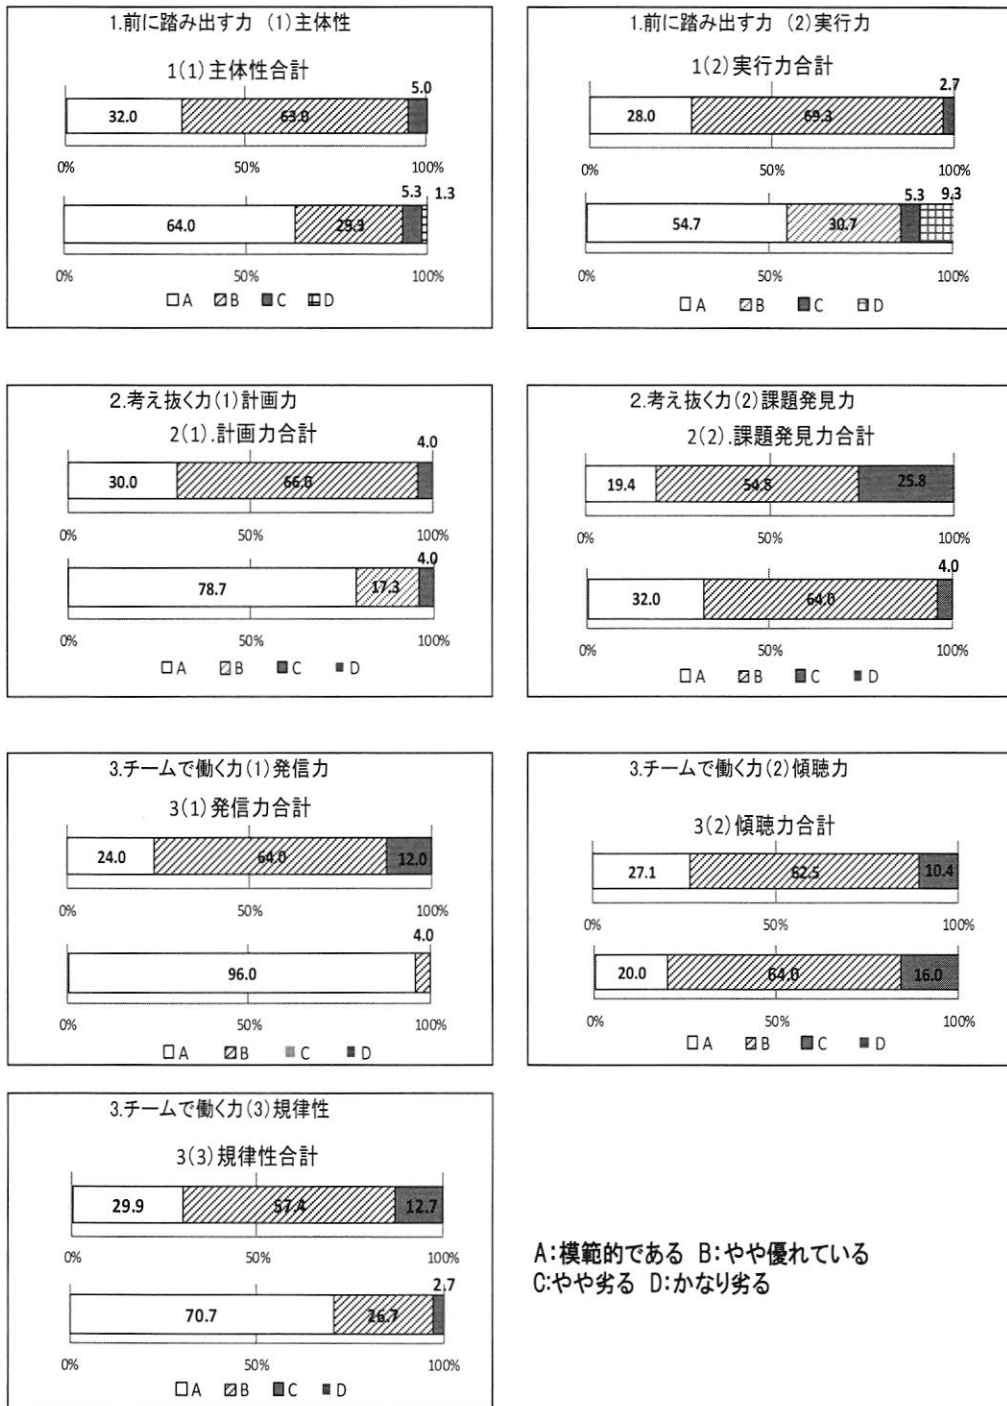 1.前に踏み出す力 (1)主体性
1(1)主体性合計
5.0
32.0 63.0
0% 50% 100%
5.3 1.3
64.0 29.3
0% 50% 100%
A B C D
1.前に踏み出す力 (2)実行力
1(2)実行力合計
2.7
28.0 69.3
0% 50% 100%
5.3 9.3
54.7 30.7
0% 50% 100%
A B C D
2.考え抜く力(1)計画力
2(1).計画力合計
4.0
30.0 66.0
0% 50% 100%
4.0
78.7 17.3
0% 50% 100%
A B C D
2.考え抜く力(2)課題発見力
2(2).課題発見力合計
19.4 54.8 25.8
0% 50% 100%
4.0
32.0 64.0
0% 50% 100%
A B C D
3.チームで働く力(1)発信力
3(1)発信力合計
24.0 64.0 12.0
0% 50% 100%
4.0
96.0
0% 50% 100%
A B C D
3.チームで働く力(2)傾聴力
3(2)傾聴力合計
27.1 62.5 10.4
0% 50% 100%
20.0 64.0 16.0
0% 50% 100%
A B C D
3.チームで働く力(3)規律性
3(3)規律性合計
29.9 57.4 12.7
0% 50% 100%
2.7
70.7 26.7
0% 50% 100%
A B C D
A:模範的である B:やや優れている
C:やや劣る D:かなり劣る